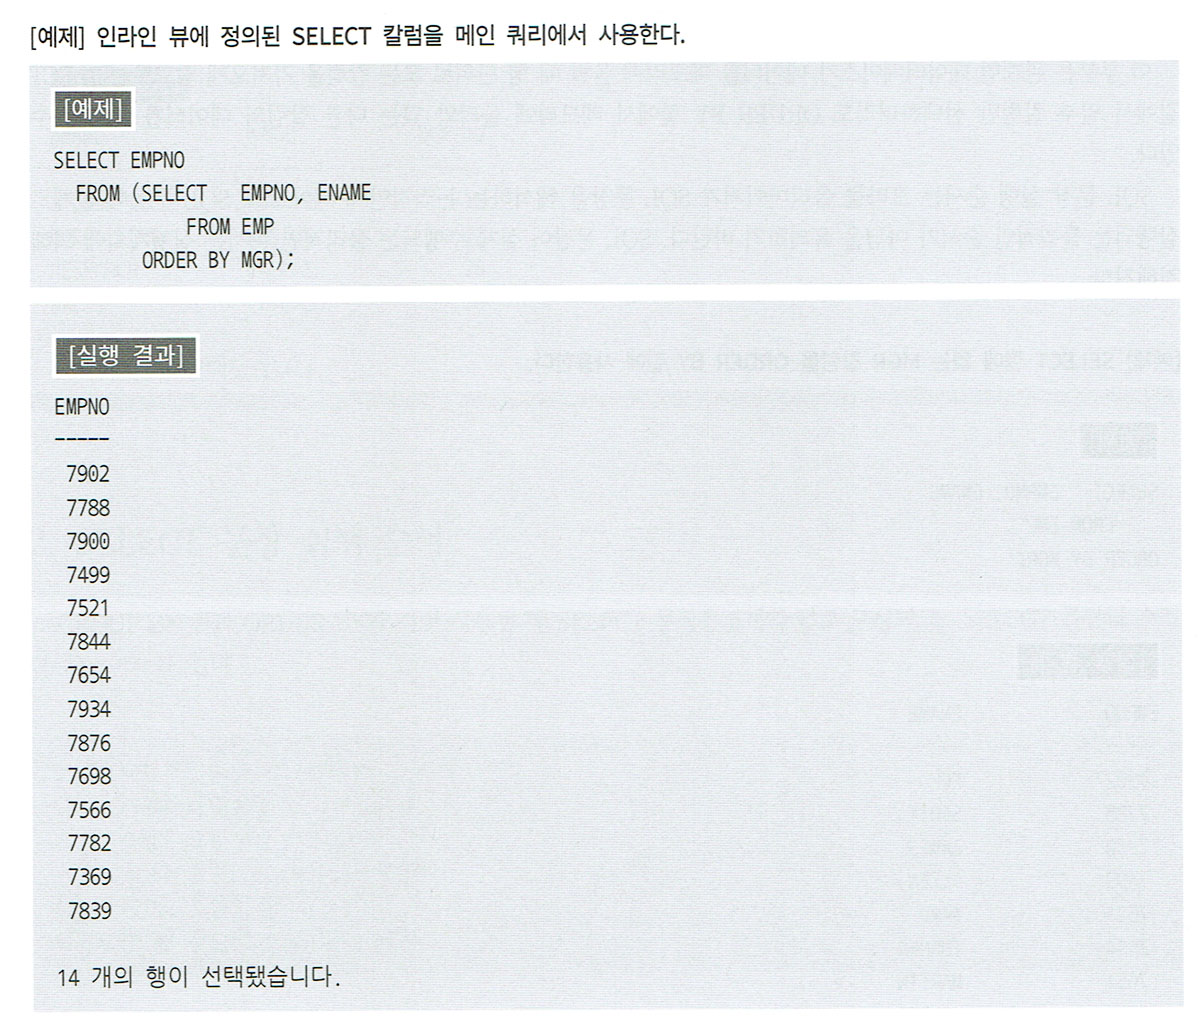 [예제] 인라인 뷰에 정의된 SELECT 칼럼을 메인 쿼리에서 사용한다.
[예제]
SELECT EMPNO
FROM (SELECT EMPNO, ENAME
FROM EMP
ORDER BY MGR);
[실행 결과]
EMPNO
-----
7902
7788
7900
7499
7521
7844
7654
7934
7876
7698
7566
7782
7369
7839
14 개의 행이 선택됐습니다.